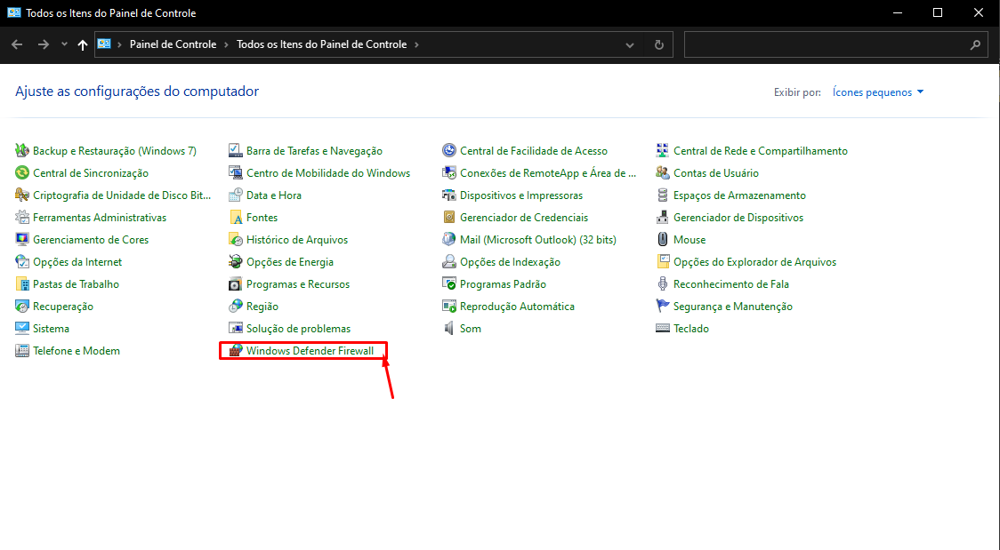 Todos os Itens do Painel de Controle
Painel de Controle > Todos os Itens do Painel de Controle >
Ajuste as configurações do computador
Exibir por: Ícones pequenos
Backup e Restauração (Windows 7) Barra de Tarefas e Navegação Central de Facilidade de Acesso Central de Rede e Compartilhamento
Central de Sincronização Centro de Mobilidade do Windows Conexões de RemoteApp e Área de ... Contas de Usuário
Criptografia de Unidade de Disco Bit... Data e Hora Dispositivos e Impressoras Espaços de Armazenamento
Ferramentas Administrativas Fontes Gerenciador de Credenciais Gerenciador de Dispositivos
Gerenciamento de Cores Histórico de Arquivos Mail (Microsoft Outlook) (32 bits) Mouse
Opções da Internet Opções de Energia Opções de Indexação Opções do Explorador de Arquivos
Pastas de Trabalho Programas e Recursos Programas Padrão Reconhecimento de Fala
Recuperação Região Reprodução Automática Segurança e Manutenção
Sistema Solução de problemas Som Teclado
Telefone e Modem Windows Defender Firewall